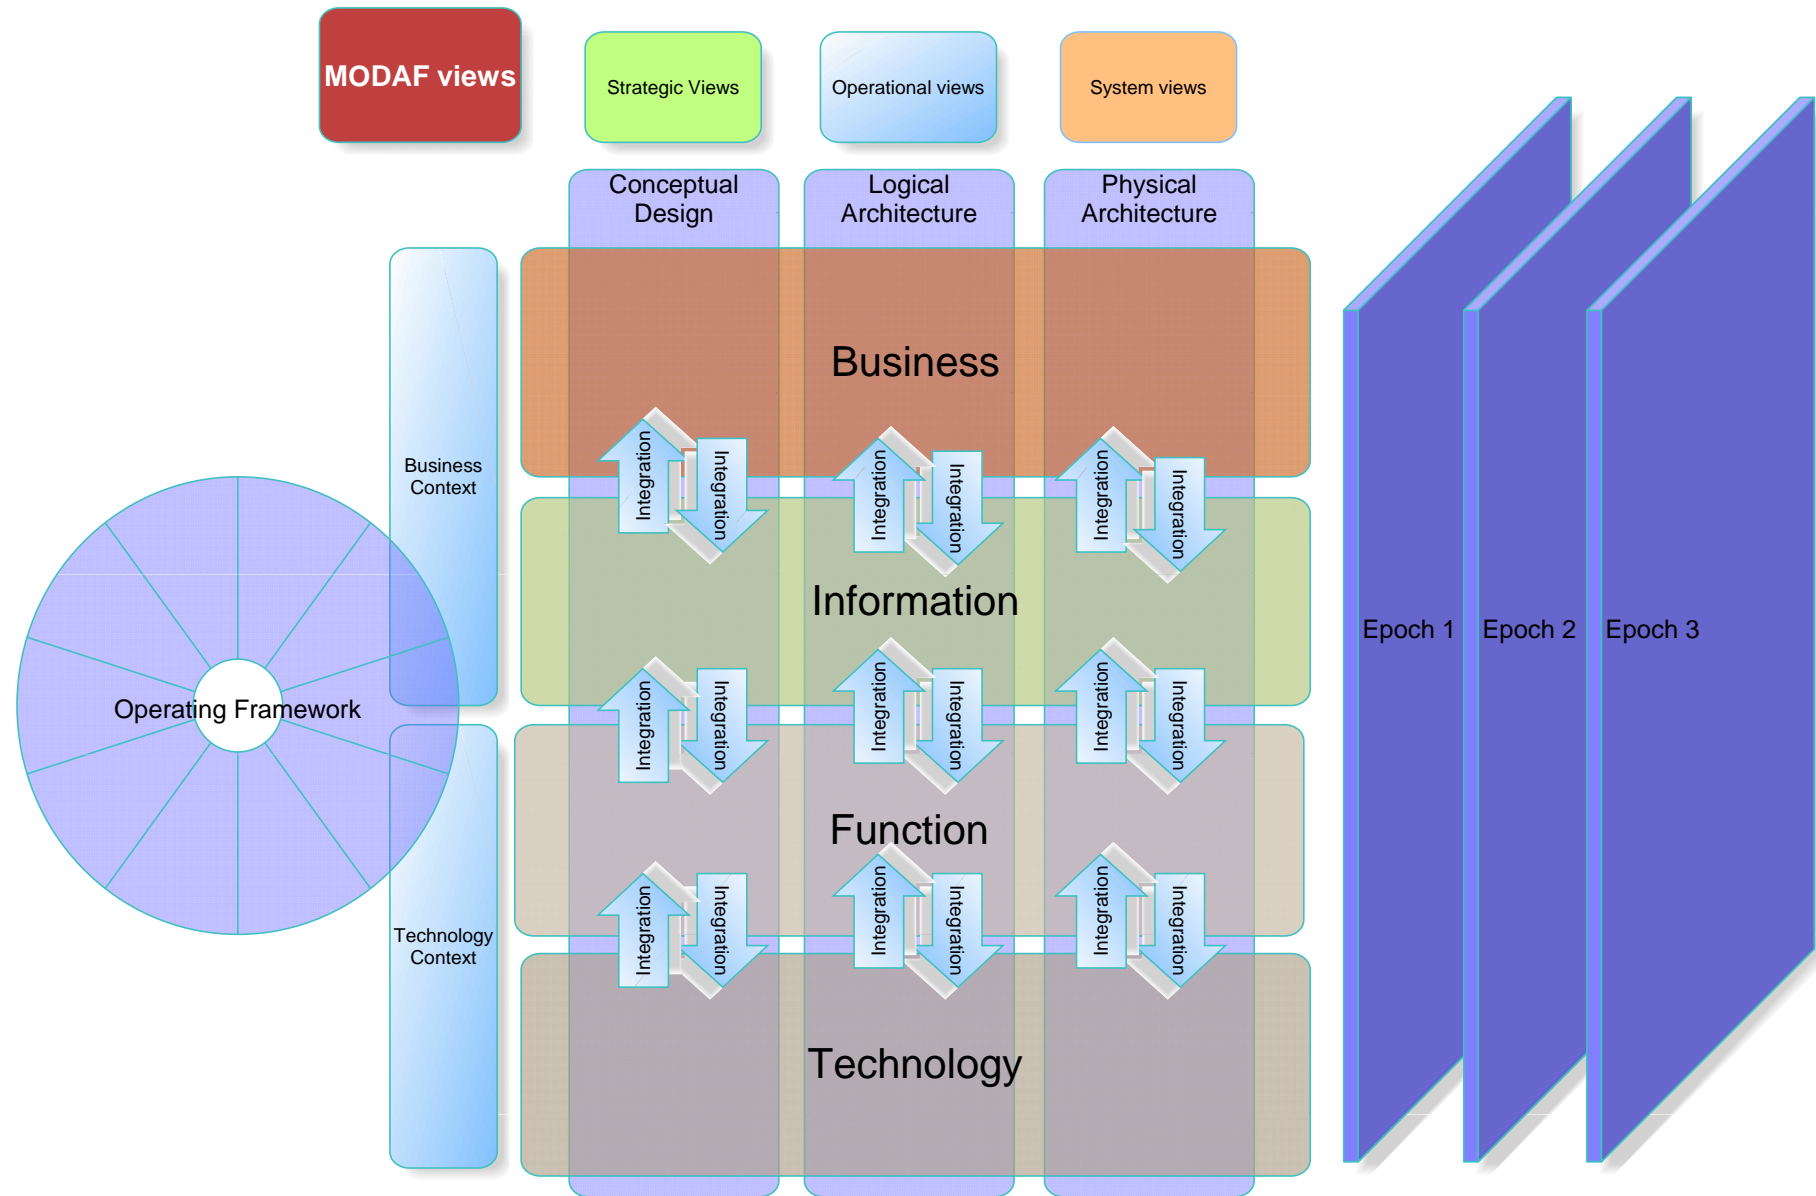 MODAF views
Strategic Views
Operational views
System views
Conceptual
Design
Logical
Architecture
Physical
Architecture
Business
Integration
Integration
Integration
Integration
Integration
Integration
Business
Context
Information
Epoch 1
Epoch 2
Epoch 3
Integration
Integration
Integration
Integration
Integration
Integration
Operating Framework
Function
Integration
Integration
Integration
Integration
Integration
Integration
Technology
Context
Technology